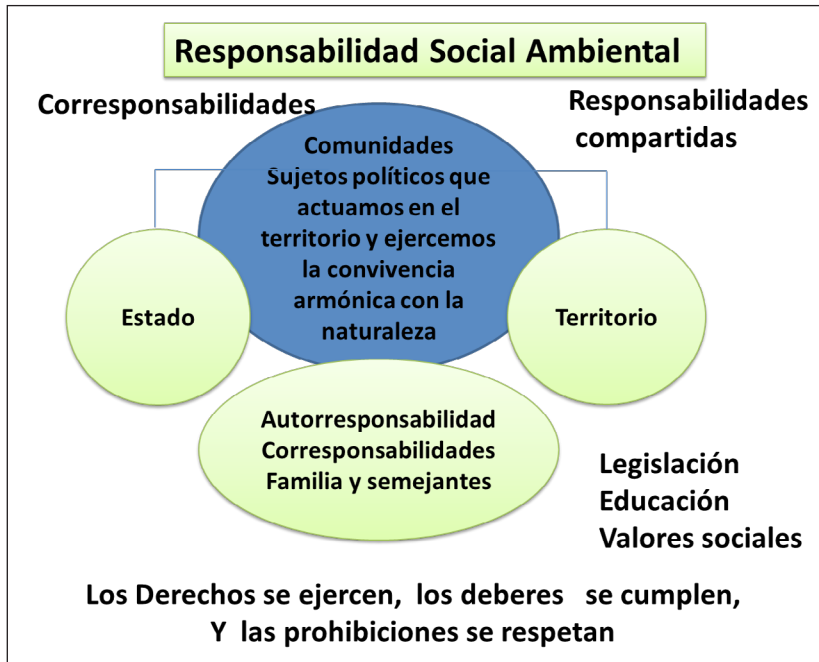 Responsabilidad Social Ambiental
Corresponsabilidades
Responsabilidades
compartidas
Comunidades
Sujetos políticos que
actuamos en el
territorio y ejercemos
la convivencia
armónica con la
naturaleza
Estado
Territorio
Autorresponsabilidad
Corresponsabilidades
Familia y semejantes
Legislación
Educación
Valores sociales
Los Derechos se ejercen, los deberes se cumplen,
Y las prohibiciones se respetan